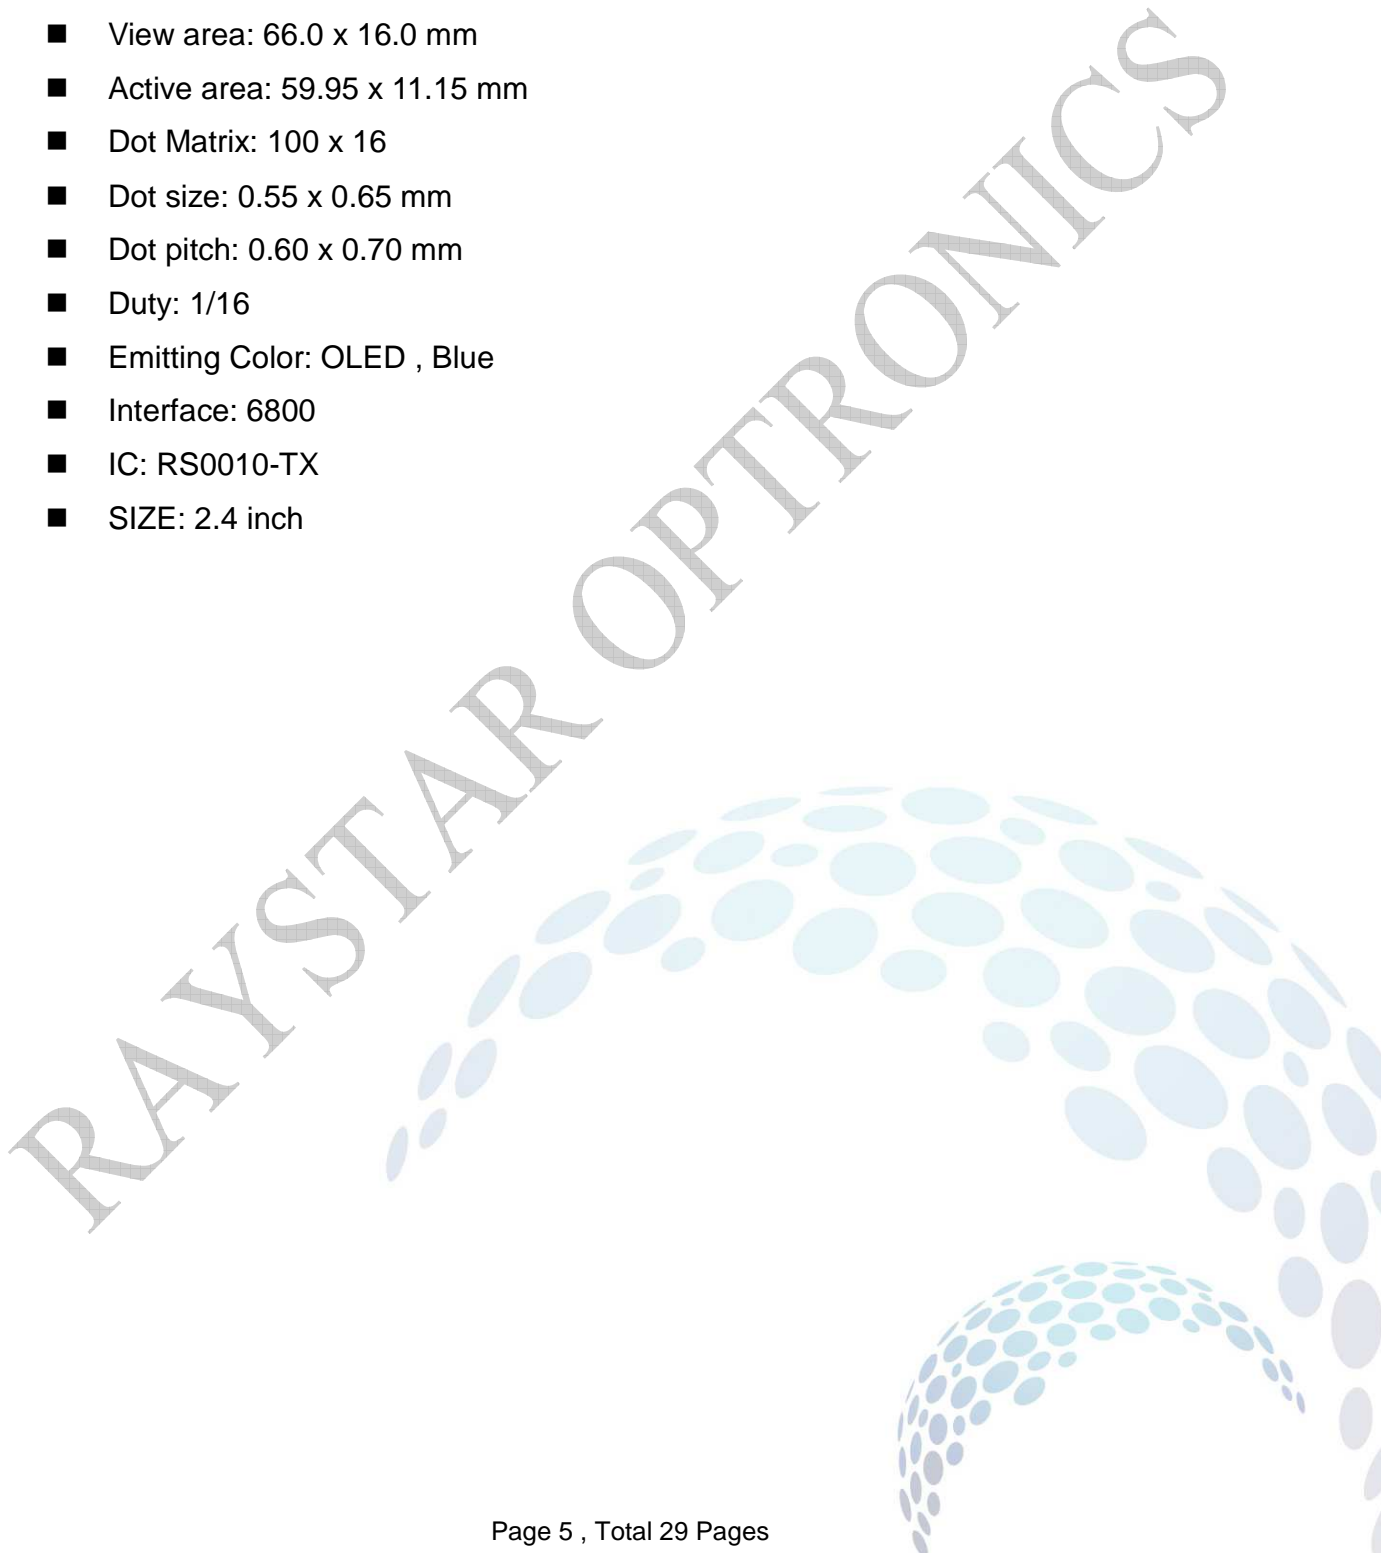 ■ View area: 66.0 x 16.0 mm
■ Active area: 59.95 x 11.15 mm
■ Dot Matrix: 100 x 16
■ Dot size: 0.55 x 0.65 mm
■ Dot pitch: 0.60 x 0.70 mm
■ Duty: 1/16
■ Emitting Color: OLED , Blue
■ Interface: 6800
■ IC: RS0010-TX
■ SIZE: 2.4 inch
RAYSTAR OPTRONICS
Page 5 , Total 29 Pages